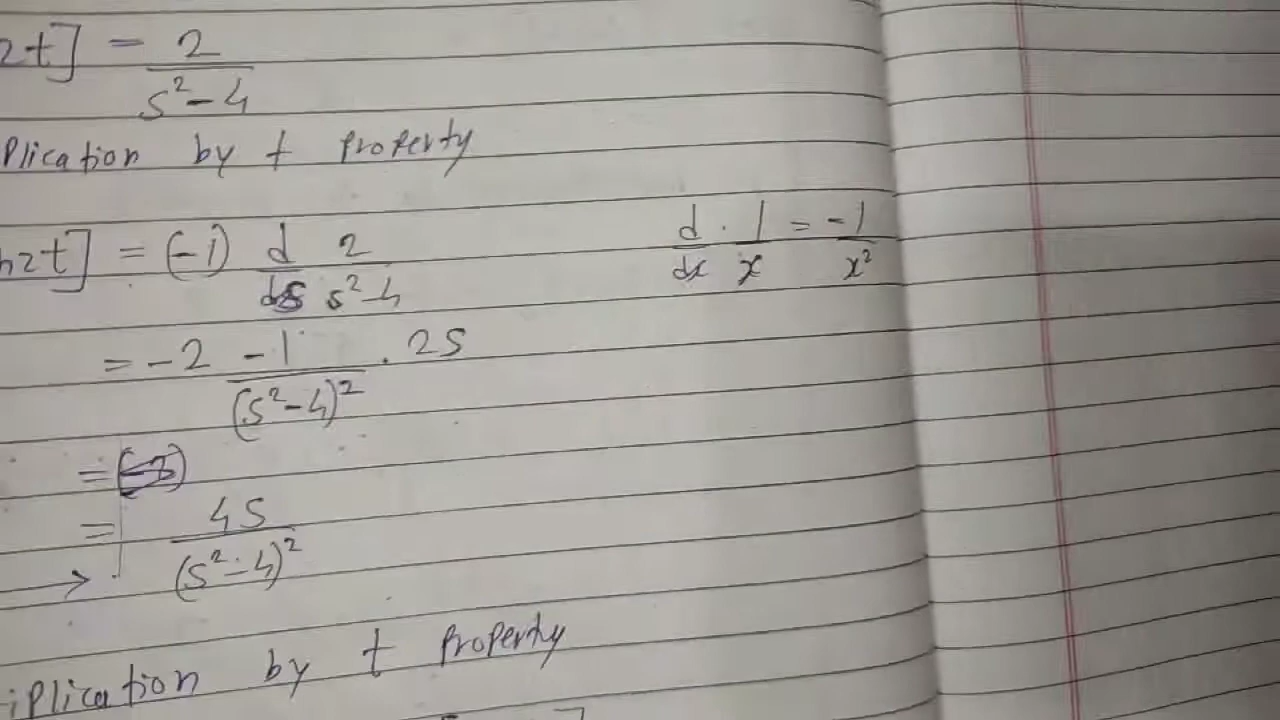 2t] = 2/(s²-4)
plication by t property
h2t] = (-1) d/ds 2/(s²-4)
d/dx . 1/x = -1/x²
= -2 -1/(s²-4)² . 2s
=
= 4s/(s²-4)²
→
iplication by t property